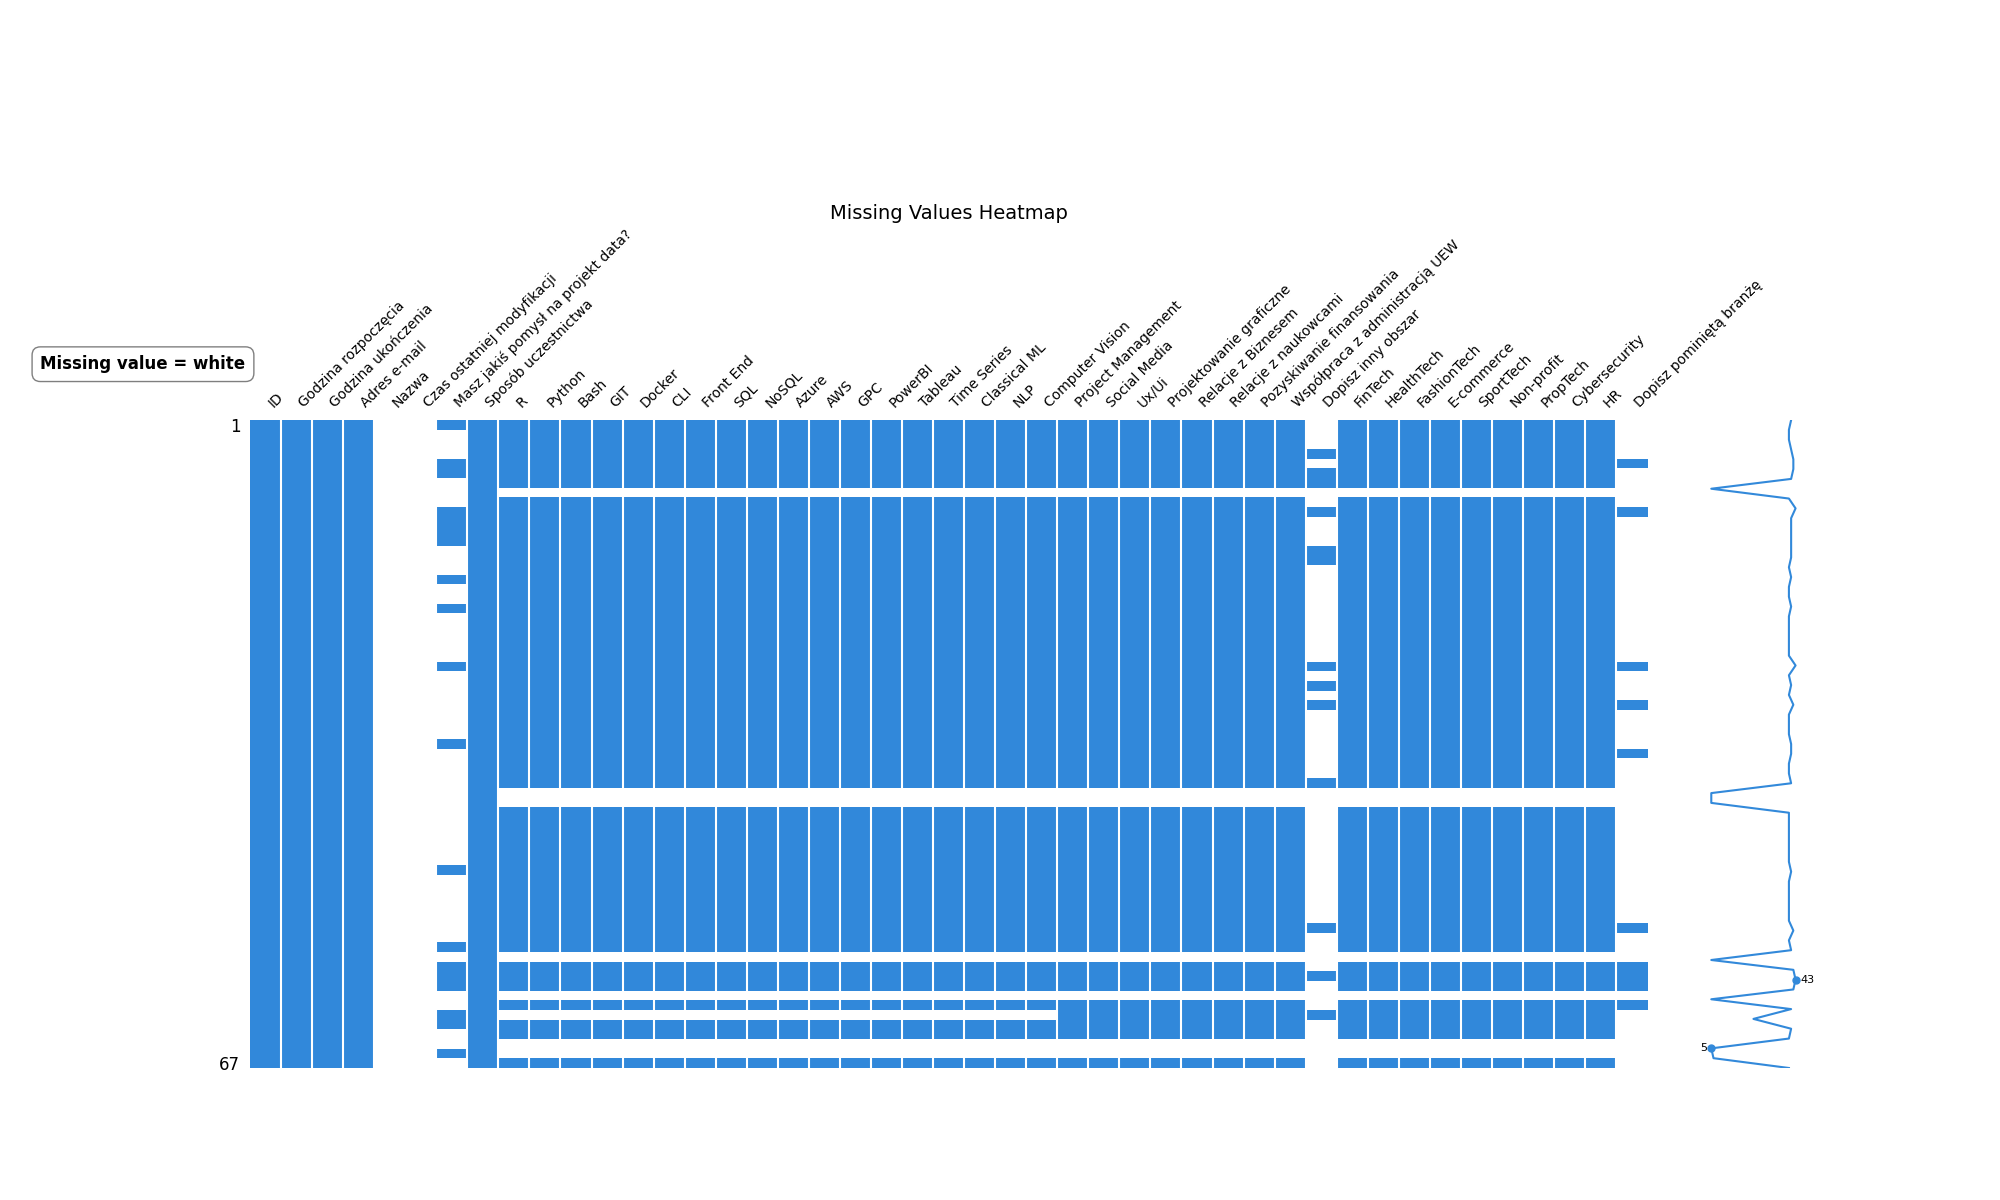 Missing Values Heatmap
Missing value = white
ID
Godzina rozpoczęcia
Godzina ukończenia
Adres e-mail
Nazwa
Czas ostatniej modyfikacji
Masz jakiś pomysł na projekt data?
Sposób uczestnictwa
R
Python
Bash
GIT
Docker
CLI
Front End
SQL
NoSQL
Azure
AWS
GPC
PowerBI
Tableau
Time Series
Classical ML
NLP
Computer Vision
Project Management
Social Media
Ux/Ui
Projektowanie graficzne
Relacje z Biznesem
Relacje z naukowcami
Pozyskiwanie finansowania
Współpraca z administracją UEW
Dopisz inny obszar
FinTech
HealthTech
FashionTech
E-commerce
SportTech
Non-profit
PropTech
Cybersecurity
HR
Dopisz pominiętą branżę
1
43
5
67